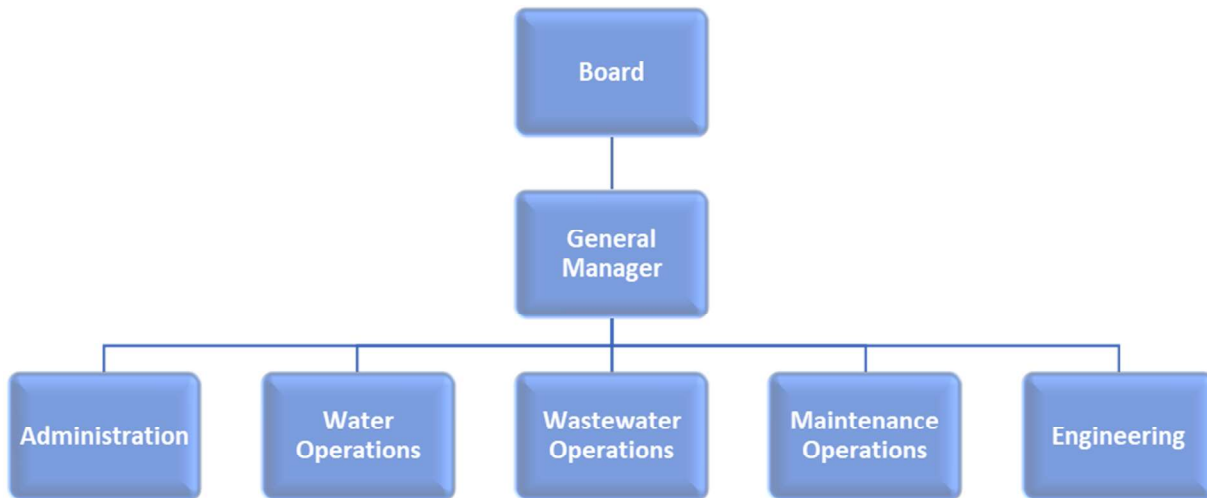 Board
General
Manager
Administration
Water
Operations
Wastewater
Operations
Maintenance
Operations
Engineering